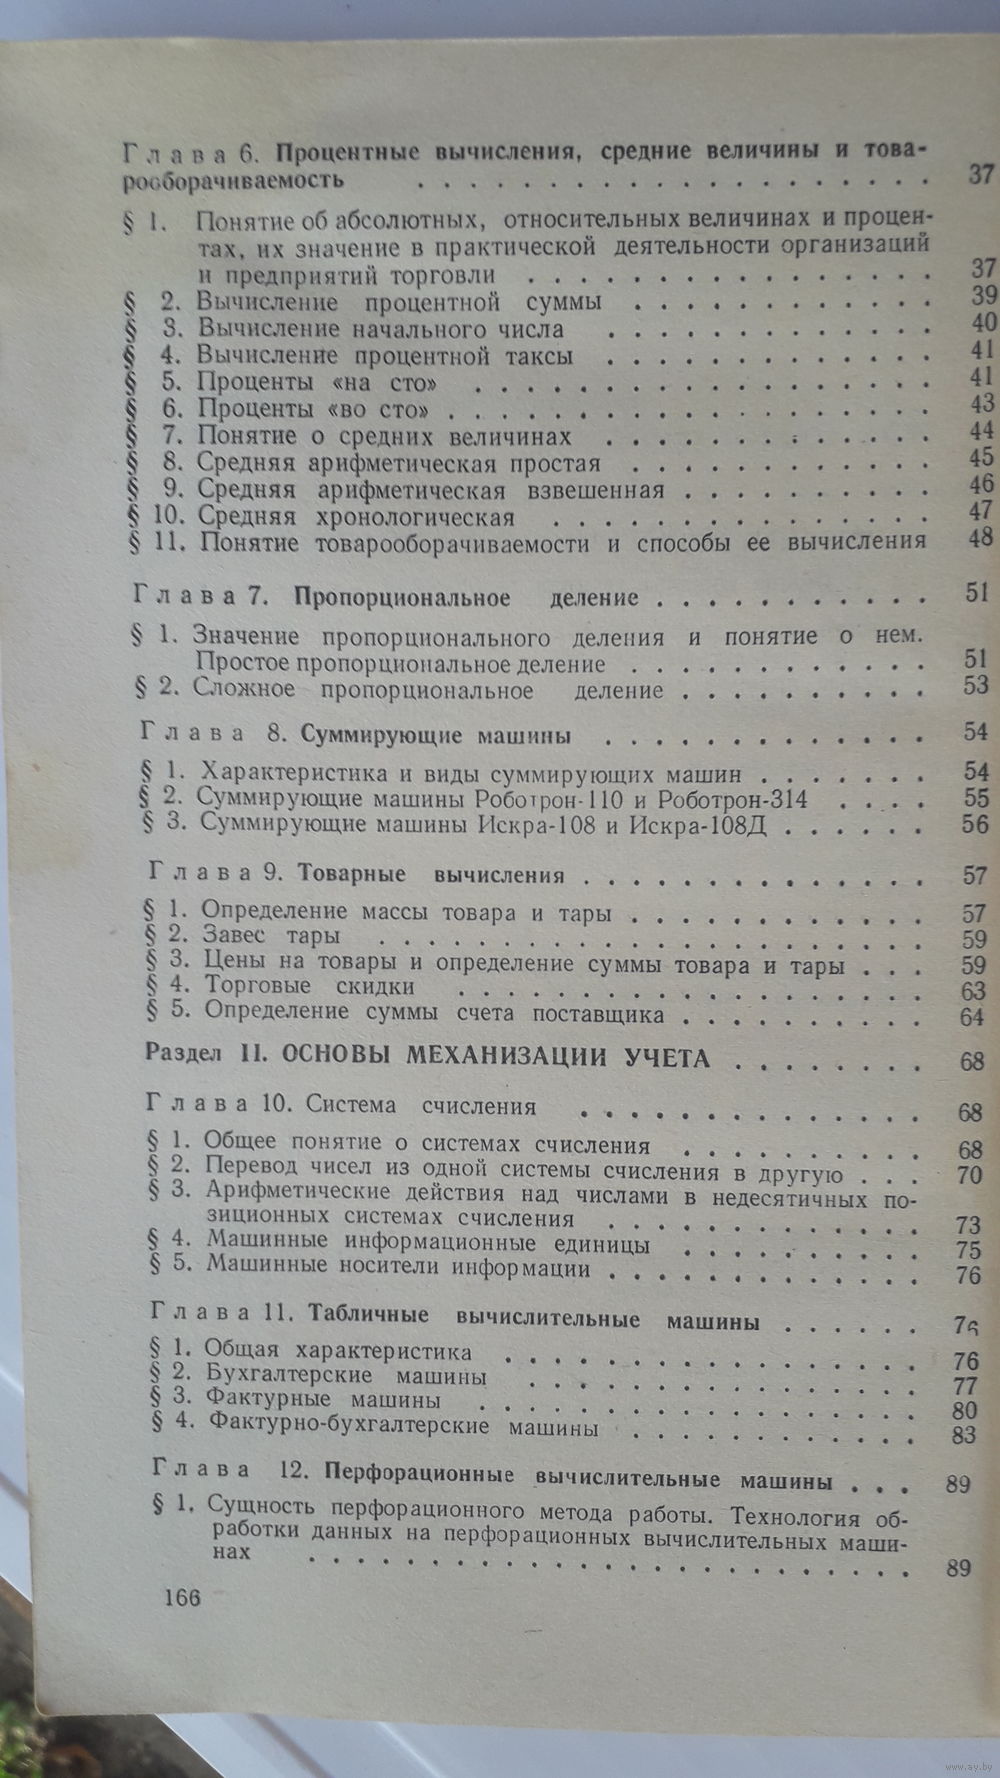 Глава 6. Процентные вычисления, средние величины и това-
рооборачиваемость . . . . . . . . . . . . . . . . . . . . 37
§ 1. Понятие об абсолютных, относительных величинах и процен-
тах, их значение в практической деятельности организаций
и предприятий торговли . . . . . . . . . . . . . . . . 37
§ 2. Вычисление процентной суммы . . . . . . . . . . . . 39
§ 3. Вычисление начального числа . . . . . . . . . . . . . 40
§ 4. Вычисление процентной таксы . . . . . . . . . . . . . 41
§ 5. Проценты «на сто» . . . . . . . . . . . . . . . . . . 41
§ 6. Проценты «во сто» . . . . . . . . . . . . . . . . . . . 43
§ 7. Понятие о средних величинах . . . . . . . . . . . . . 44
§ 8. Средняя арифметическая простая . . . . . . . . . . . . 45
§ 9. Средняя арифметическая взвешенная . . . . . . . . . . 46
§ 10. Средняя хронологическая . . . . . . . . . . . . . . . 47
§ 11. Понятие товарооборачиваемости и способы ее вычисления 48
Глава 7. Пропорциональное деление . . . . . . . . . . . 51
§ 1. Значение пропорционального деления и понятие о нем.
Простое пропорциональное деление . . . . . . . . . . . . 51
§ 2. Сложное пропорциональное деление . . . . . . . . . . 53
Глава 8. Суммирующие машины . . . . . . . . . . . . . 54
§ 1. Характеристика и виды суммирующих машин . . . . . . . 54
§ 2. Суммирующие машины Роботрон-110 и Роботрон-314 . . . . 55
§ 3. Суммирующие машины Искра-108 и Искра-108Д . . . . . . 56
Глава 9. Товарные вычисления . . . . . . . . . . . . . . 57
§ 1. Определение массы товара и тары . . . . . . . . . . . . 57
§ 2. Завес тары . . . . . . . . . . . . . . . . . . . . . . 59
§ 3. Цены на товары и определение суммы товара и тары . . . 59
§ 4. Торговые скидки . . . . . . . . . . . . . . . . . . . 63
§ 5. Определение суммы счета поставщика . . . . . . . . . . 64
Раздел II. ОСНОВЫ МЕХАНИЗАЦИИ УЧЕТА . . . . . . . . 68
Глава 10. Система счисления . . . . . . . . . . . . . . 68
§ 1. Общее понятие о системах счисления . . . . . . . . . . 68
§ 2. Перевод чисел из одной системы счисления в другую . . . 70
§ 3. Арифметические действия над числами в недесятичных по-
зиционных системах счисления . . . . . . . . . . . . . 73
§ 4. Машинные информационные единицы . . . . . . . . . . 75
§ 5. Машинные носители информации . . . . . . . . . . . . . 76
Глава 11. Табличные вычислительные машины . . . . . . 76
§ 1. Общая характеристика . . . . . . . . . . . . . . . . . 76
§ 2. Бухгалтерские машины . . . . . . . . . . . . . . . . 77
§ 3. Фактурные машины . . . . . . . . . . . . . . . . . . 80
§ 4. Фактурно-бухгалтерские машины . . . . . . . . . . . . 83
Глава 12. Перфорационные вычислительные машины . . . 89
§ 1. Сущность перфорационного метода работы. Технология об-
работки данных на перфорационных вычислительных маши-
нах . . . . . . . . . . . . . . . . . . . . . . . . . 89
166
www.ay.by